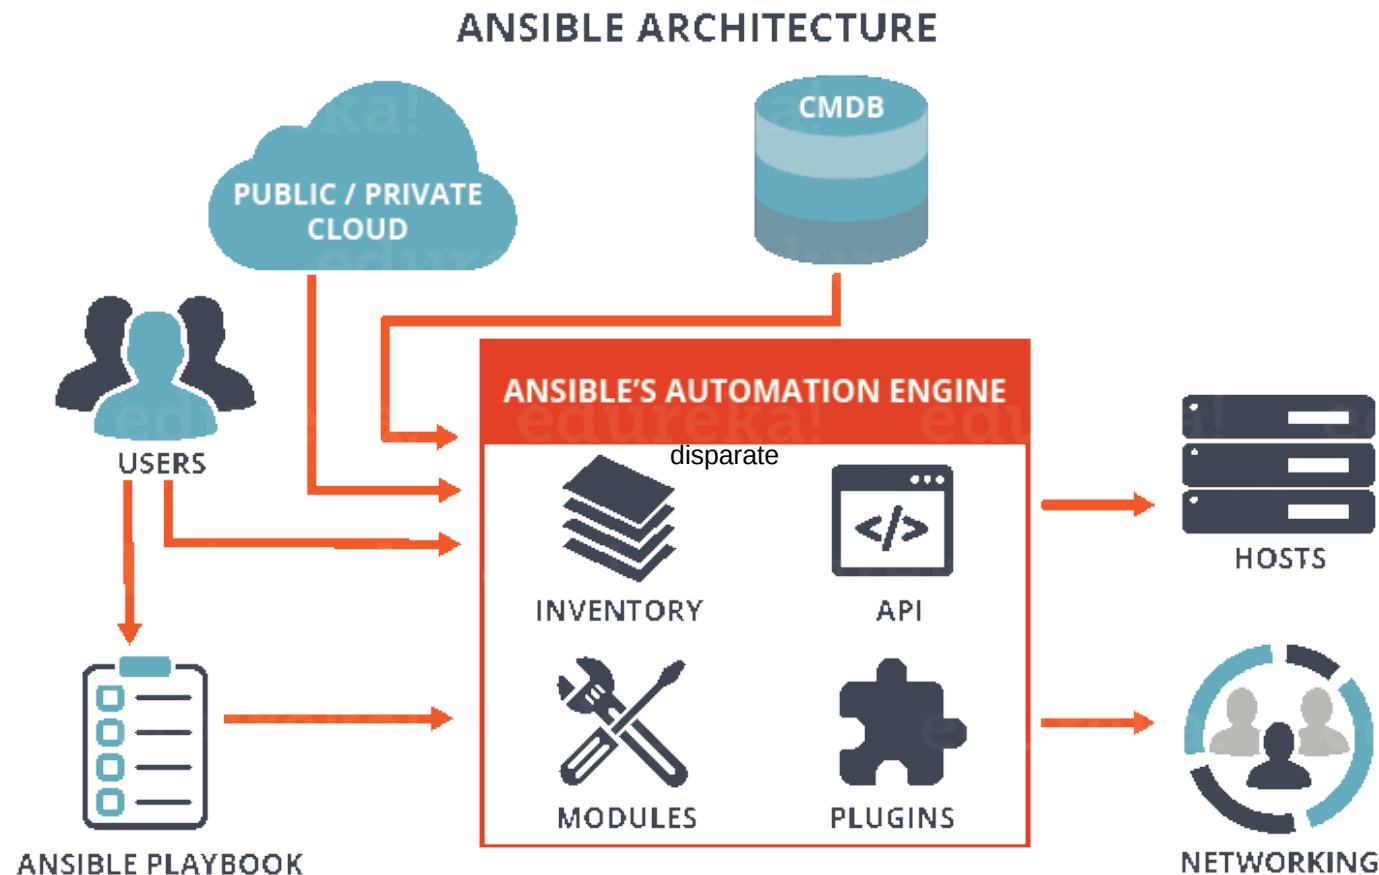 ANSIBLE ARCHITECTURE
CMDB
PUBLIC / PRIVATE
CLOUD
USERS
ANSIBLE'S AUTOMATION ENGINE
edureka!
disparate
INVENTORY
API
MODULES
PLUGINS
HOSTS
ANSIBLE PLAYBOOK
NETWORKING